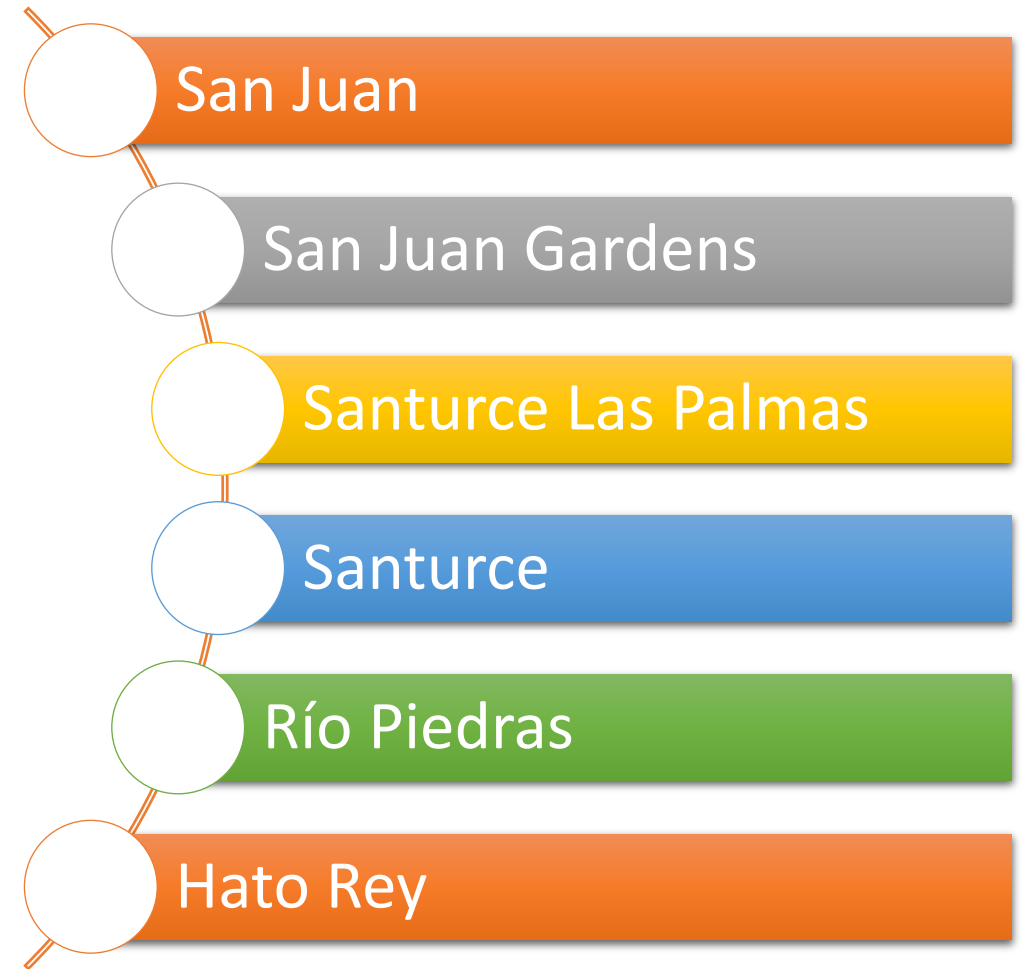 San Juan
San Juan Gardens
Santurce Las Palmas
Santurce
Río Piedras
Hato Rey